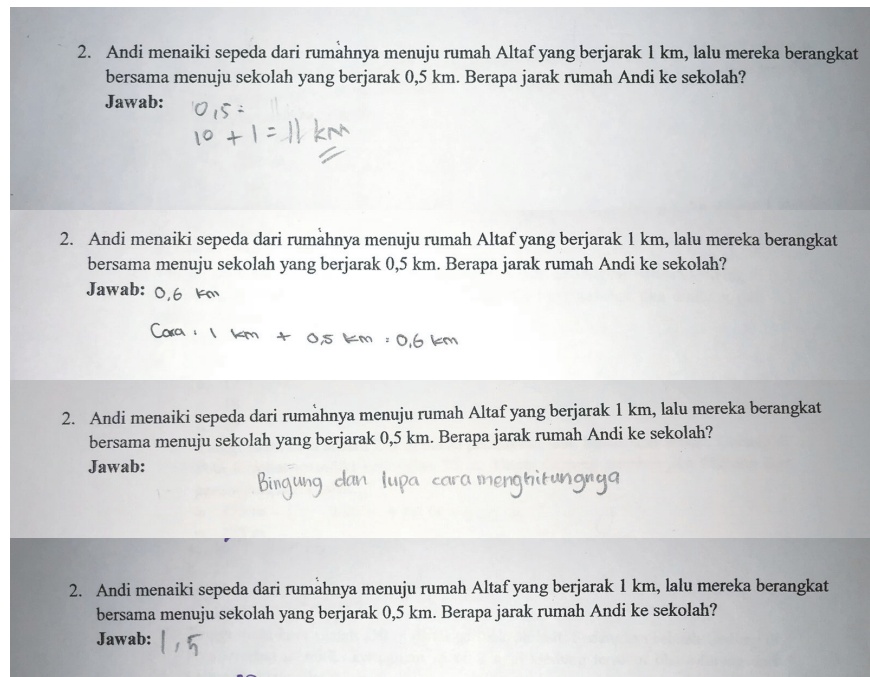 2. Andi menaiki sepeda dari rumahnya menuju rumah Altaf yang berjarak 1 km, lalu mereka berangkat
bersama menuju sekolah yang berjarak 0,5 km. Berapa jarak rumah Andi ke sekolah?
Jawab: 0,5 =
10 + 1 = 11 km
2. Andi menaiki sepeda dari rumahnya menuju rumah Altaf yang berjarak 1 km, lalu mereka berangkat
bersama menuju sekolah yang berjarak 0,5 km. Berapa jarak rumah Andi ke sekolah?
Jawab: 0,6 km
Cara : 1 km + 0,5 km = 0,6 km
2. Andi menaiki sepeda dari rumahnya menuju rumah Altaf yang berjarak 1 km, lalu mereka berangkat
bersama menuju sekolah yang berjarak 0,5 km. Berapa jarak rumah Andi ke sekolah?
Jawab:
Bingung dan lupa cara menghitungnya
2. Andi menaiki sepeda dari rumahnya menuju rumah Altaf yang berjarak 1 km, lalu mereka berangkat
bersama menuju sekolah yang berjarak 0,5 km. Berapa jarak rumah Andi ke sekolah?
Jawab: 1,5